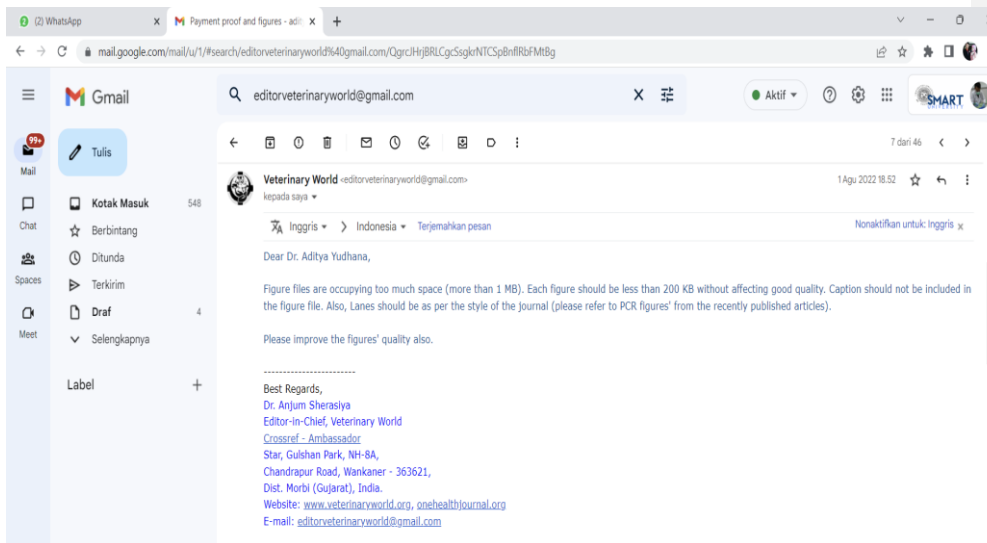 (2) WhatsApp
Payment proof and figures - adit
mail.google.com/mail/u/1/#search/editorveterinaryworld%40gmail.com/QgrcJHrjBRLCgcSsgkrNTCSpBnflRbFMtBg
Gmail
editorveterinaryworld@gmail.com
Aktif
SMART
UNIVERSITY
99+
Mail
Chat
Spaces
Meet
Tulis
Kotak Masuk 548
Berbintang
Ditunda
Terkirim
Draf 4
Selengkapnya
Label
7 dari 46
Veterinary World <editorveterinaryworld@gmail.com>
1 Agu 2022 18.52
kepada saya
Inggris > Indonesia Terjemahkan pesan
Nonaktifkan untuk: Inggris x
Dear Dr. Aditya Yudhana,
Figure files are occupying too much space (more than 1 MB). Each figure should be less than 200 KB without affecting good quality. Caption should not be included in
the figure file. Also, Lanes should be as per the style of the journal (please refer to PCR figures' from the recently published articles).
Please improve the figures' quality also.
------------------------
Best Regards,
Dr. Anjum Sherasiya
Editor-in-Chief, Veterinary World
Crossref - Ambassador
Star, Gulshan Park, NH-8A,
Chandrapur Road, Wankaner - 363621,
Dist. Morbi (Gujarat), India.
Website: www.veterinaryworld.org, onehealthjournal.org
E-mail: editorveterinaryworld@gmail.com